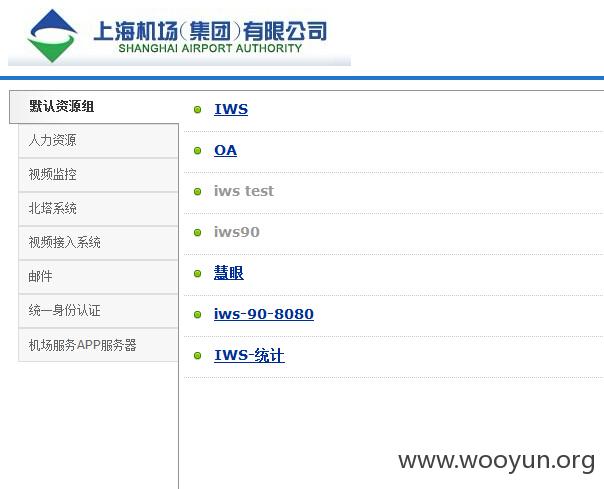 上海机场(集团)有限公司
SHANGHAI AIRPORT AUTHORITY
默认资源组
人力资源
视频监控
北塔系统
视频接入系统
邮件
统一身份认证
机场服务APP服务器
IWS
OA
iws test
iws90
慧眼
iws-90-8080
IWS-统计
www.wooyun.org